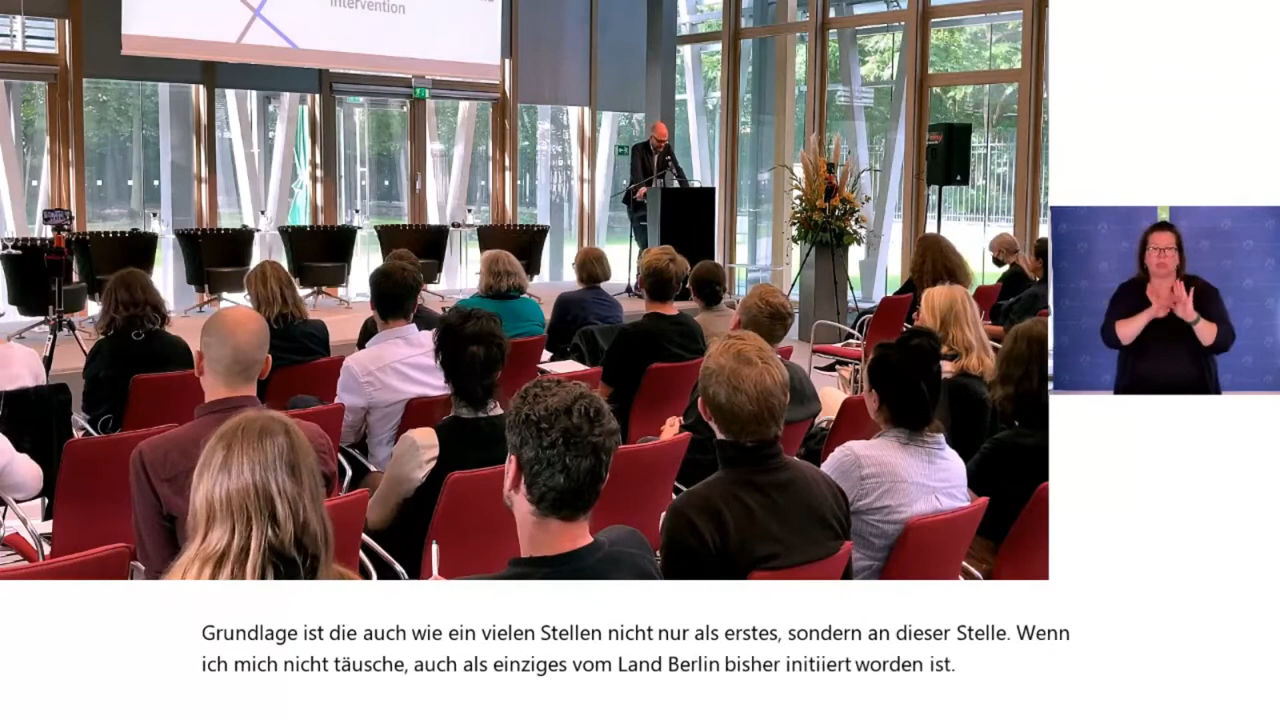 Intervention
Grundlage ist die auch wie ein vielen Stellen nicht nur als erstes, sondern an dieser Stelle. Wenn
ich mich nicht täusche, auch als einziges vom Land Berlin bisher initiiert worden ist.